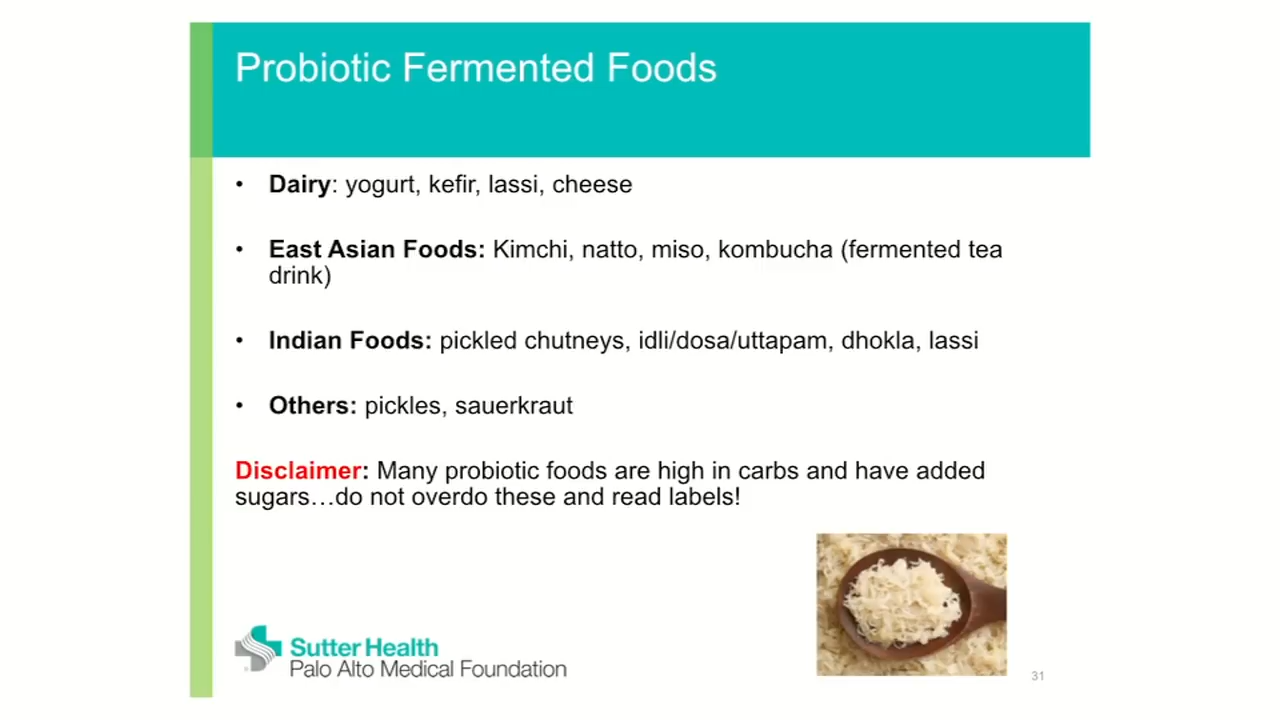 Probiotic Fermented Foods
• Dairy: yogurt, kefir, lassi, cheese
• East Asian Foods: Kimchi, natto, miso, kombucha (fermented tea
drink)
• Indian Foods: pickled chutneys, idli/dosa/uttapam, dhokla, lassi
• Others: pickles, sauerkraut
Disclaimer: Many probiotic foods are high in carbs and have added
sugars…do not overdo these and read labels!
Sutter Health
Palo Alto Medical Foundation
31